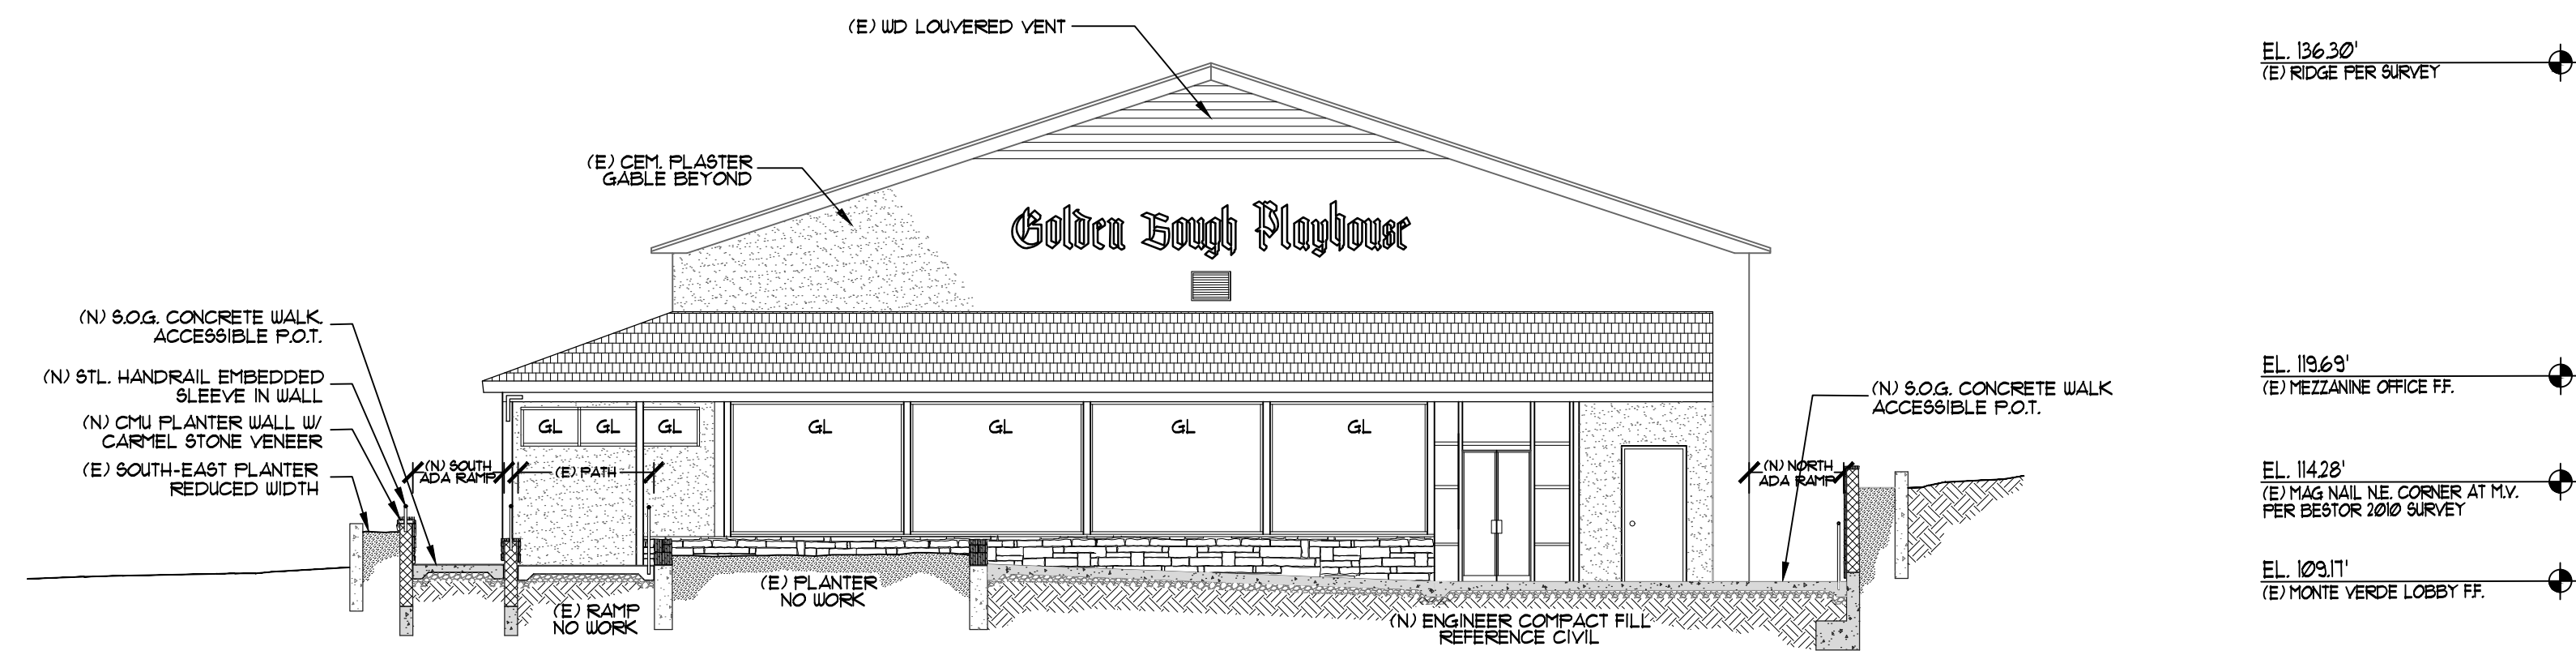 (E) WD LOUVERED VENT
EL. 136.30'
(E) RIDGE PER SURVEY
(E) CEM. PLASTER
GABLE BEYOND
Golden Bough Playhouse
(N) S.O.G. CONCRETE WALK,
ACCESSIBLE P.O.T.
(N) STL. HANDRAIL EMBEDDED
SLEEVE IN WALL
(N) CMU PLANTER WALL W/
CARMEL STONE VENEER
(E) SOUTH-EAST PLANTER
REDUCED WIDTH
(N) SOUTH
ADA RAMP
(E) PATH
GL GL GL GL GL GL GL
(N) NORTH
ADA RAMP
(N) S.O.G. CONCRETE WALK
ACCESSIBLE P.O.T.
EL. 119.69'
(E) MEZZANINE OFFICE F.F.
EL. 114.28'
(E) MAG NAIL N.E. CORNER AT M.V.
PER BESTOR 2010 SURVEY
EL. 109.17'
(E) MONTE VERDE LOBBY F.F.
(E) RAMP
NO WORK
(E) PLANTER
NO WORK
(N) ENGINEER COMPACT FILL
REFERENCE CIVIL